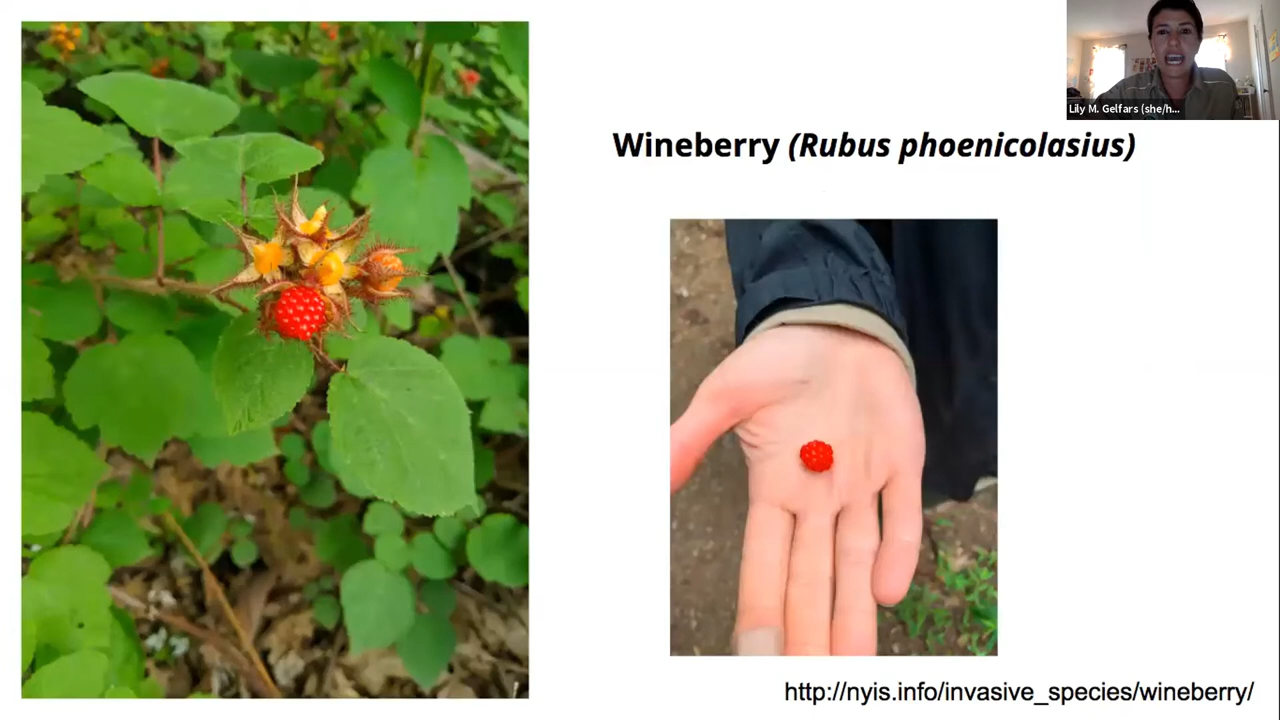 Lily M. Gelfars (she/h...
Wineberry (Rubus phoenicolasius)
http://nyis.info/invasive_species/wineberry/